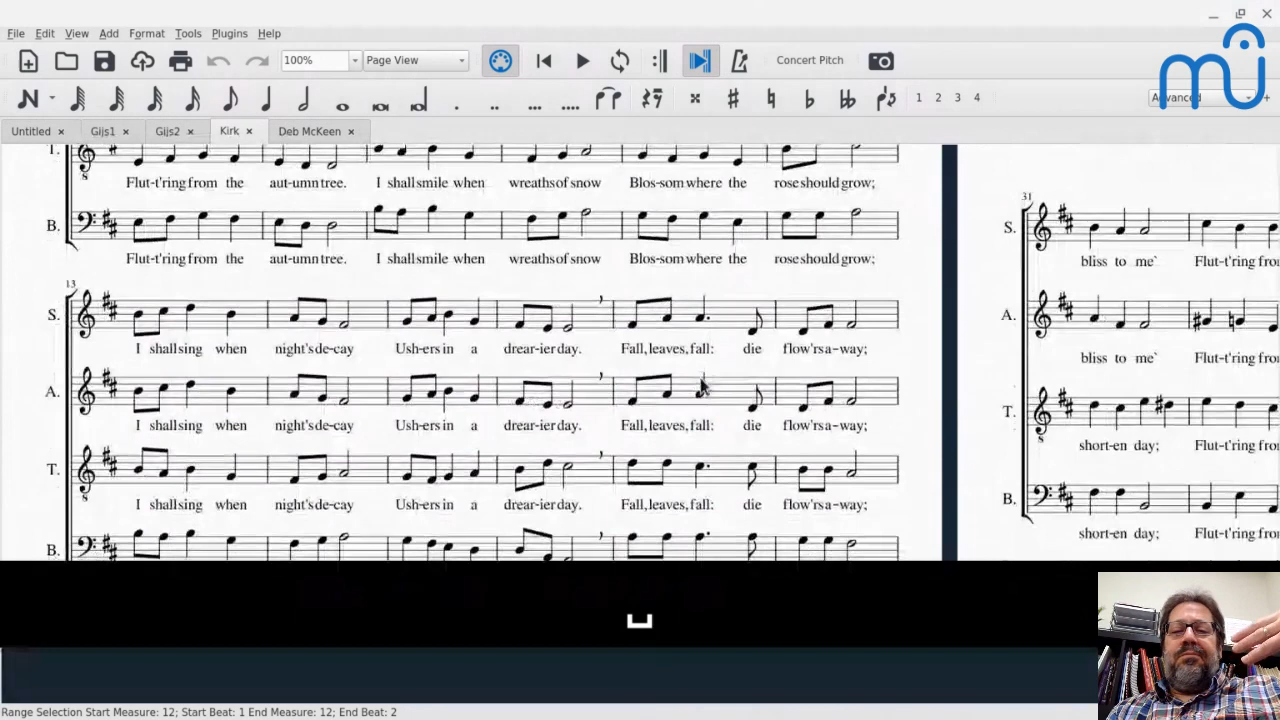 File Edit View Add Format Tools Plugins Help
100% Page View Concert Pitch
1 2 3 4 Advanced +
Untitled × Gijs1 × Gijs2 × Kirk × Deb McKeen ×
T.
8
Flut-t'ring from the aut-umn tree. I shall smile when wreaths of snow Blos-som where the rose should grow;
B.
Flut-t'ring from the aut-umn tree. I shall smile when wreaths of snow Blos-som where the rose should grow;
13
S.
I shall sing when night's de-cay Ush-ers in a drear-ier day. Fall, leaves, fall: die flow'rs a-way;
A.
I shall sing when night's de-cay Ush-ers in a drear-ier day. Fall, leaves, fall: die flow'rs a-way;
T.
8
I shall sing when night's de-cay Ush-ers in a drear-ier day. Fall, leaves, fall: die flow'rs a-way;
B.
31
S.
bliss to me` Flut-t'ring fro
A.
bliss to me`
T.
8
short-en day; Flut-t'ring fro
B.
short-en day;
Range Selection Start Measure: 12; Start Beat: 1 End Measure: 12; End Beat: 2